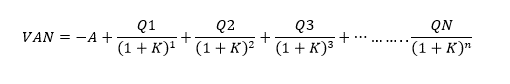 VAN = −A + Q1/(1 + K)¹ + Q2/(1 + K)² + Q3/(1 + K)³ + ⋯ … … . . QN/(1 + K)ⁿ